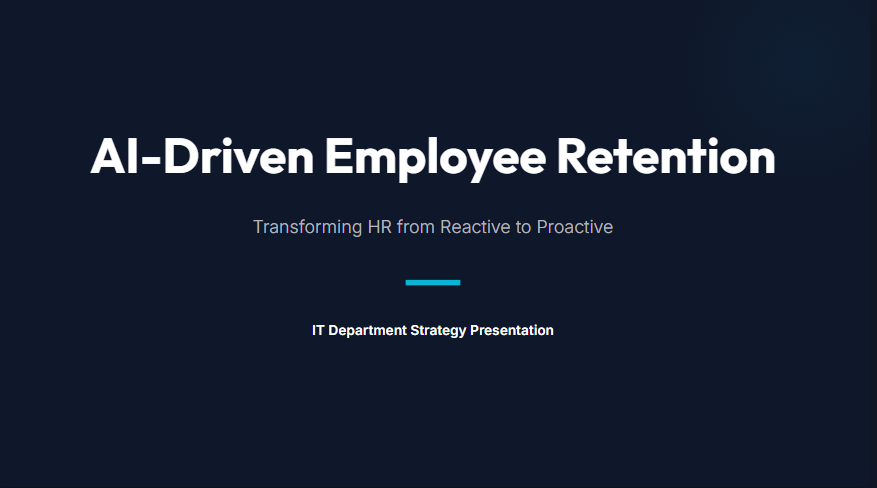 AI-Driven Employee Retention
Transforming HR from Reactive to Proactive
IT Department Strategy Presentation